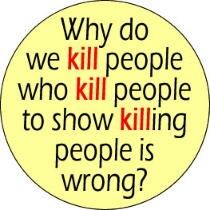 Why do
we kill people
who kill people
to show killing
people is
wrong?